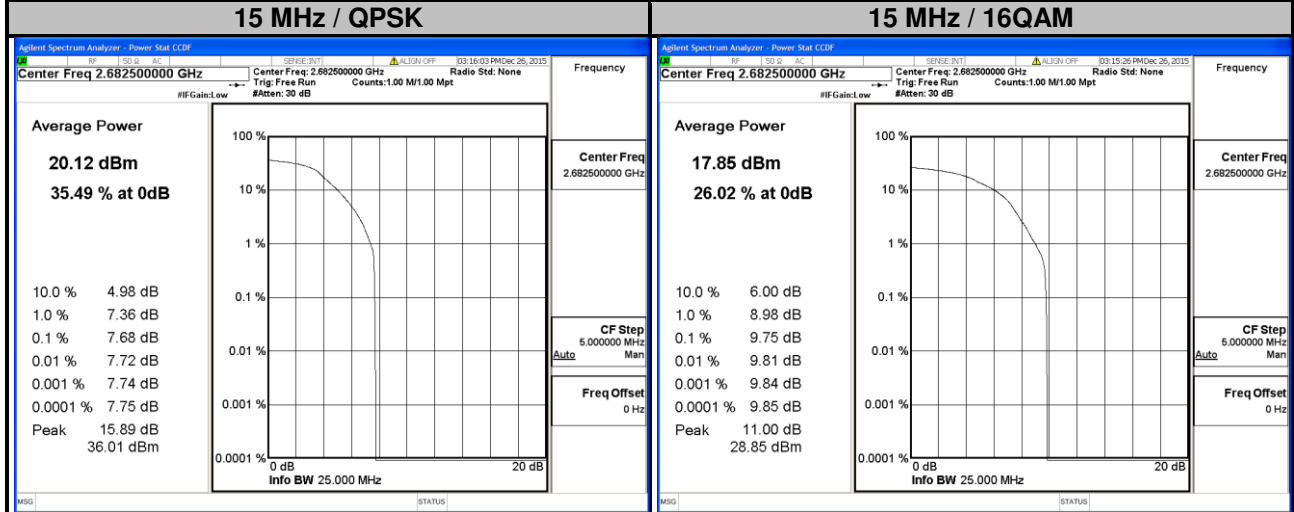 15 MHz / QPSK
Agilent Spectrum Analyzer - Power Stat CCDF
RF 50 Ω AC SENSE:INT ALIGN OFF 03:16:03 PM Dec 26, 2015
Center Freq 2.682500000 GHz
Center Freq: 2.682500000 GHz Radio Std: None
Trig: Free Run Counts:1.00 M/1.00 Mpt
#IFGain:Low #Atten: 30 dB
Frequency
Average Power
20.12 dBm
35.49 % at 0dB
10.0 % 4.98 dB
1.0 % 7.36 dB
0.1 % 7.68 dB
0.01 % 7.72 dB
0.001 % 7.74 dB
0.0001 % 7.75 dB
Peak 15.89 dB
36.01 dBm
100 %
10 %
1 %
0.1 %
0.01 %
0.001 %
0.0001 %
0 dB 20 dB
Info BW 25.000 MHz
Center Freq
2.682500000 GHz
CF Step
5.000000 MHz
Auto Man
Freq Offset
0 Hz
MSG STATUS
15 MHz / 16QAM
Agilent Spectrum Analyzer - Power Stat CCDF
RF 50 Ω AC SENSE:INT ALIGN OFF 03:15:26 PM Dec 26, 2015
Center Freq 2.682500000 GHz
Center Freq: 2.682500000 GHz Radio Std: None
Trig: Free Run Counts:1.00 M/1.00 Mpt
#IFGain:Low #Atten: 30 dB
Frequency
Average Power
17.85 dBm
26.02 % at 0dB
10.0 % 6.00 dB
1.0 % 8.98 dB
0.1 % 9.75 dB
0.01 % 9.81 dB
0.001 % 9.84 dB
0.0001 % 9.85 dB
Peak 11.00 dB
28.85 dBm
100 %
10 %
1 %
0.1 %
0.01 %
0.001 %
0.0001 %
0 dB 20 dB
Info BW 25.000 MHz
Center Freq
2.682500000 GHz
CF Step
5.000000 MHz
Auto Man
Freq Offset
0 Hz
MSG STATUS